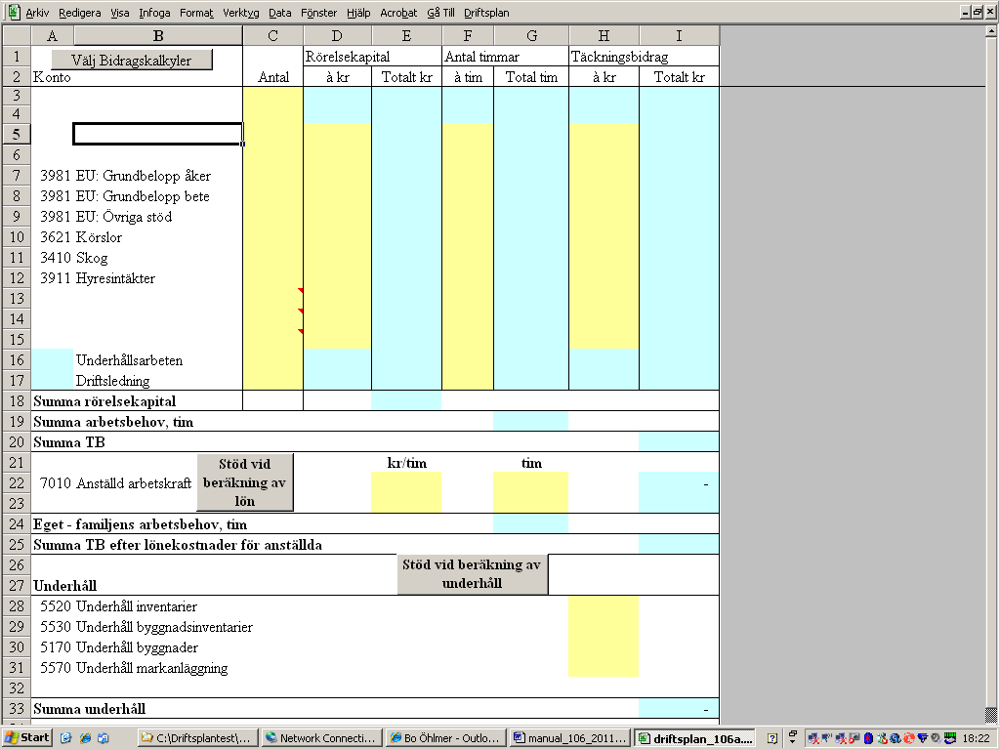 Arkiv Redigera Visa Infoga Format Verktyg Data Fönster Hjälp Acrobat Gå Till Driftsplan
A B C D E F G H I
1 Välj Bidragskalkyler Rörelsekapital Antal timmar Täckningsbidrag
2 Konto Antal à kr Totalt kr à tim Total tim à kr Totalt kr
3
4
5
6
7 3981 EU: Grundbelopp åker
8 3981 EU: Grundbelopp bete
9 3981 EU: Övriga stöd
10 3621 Körslor
11 3410 Skog
12 3911 Hyresintäkter
13
14
15
16 Underhållsarbeten
17 Driftsledning
18 Summa rörelsekapital
19 Summa arbetsbehov, tim
20 Summa TB
21 Stöd vid kr/tim tim
22 7010 Anställd arbetskraft beräkning av -
23 lön
24 Eget - familjens arbetsbehov, tim
25 Summa TB efter lönekostnader för anställda
26 Stöd vid beräkning av
27 Underhåll underhåll
28 5520 Underhåll inventarier
29 5530 Underhåll byggnadsinventarier
30 5170 Underhåll byggnader
31 5570 Underhåll markanläggning
32
33 Summa underhåll -
Start C:\Driftsplantest\... Network Connecti... Bo Öhlmer - Outlo... manual_106_2011... driftsplan_106a.... 18:22